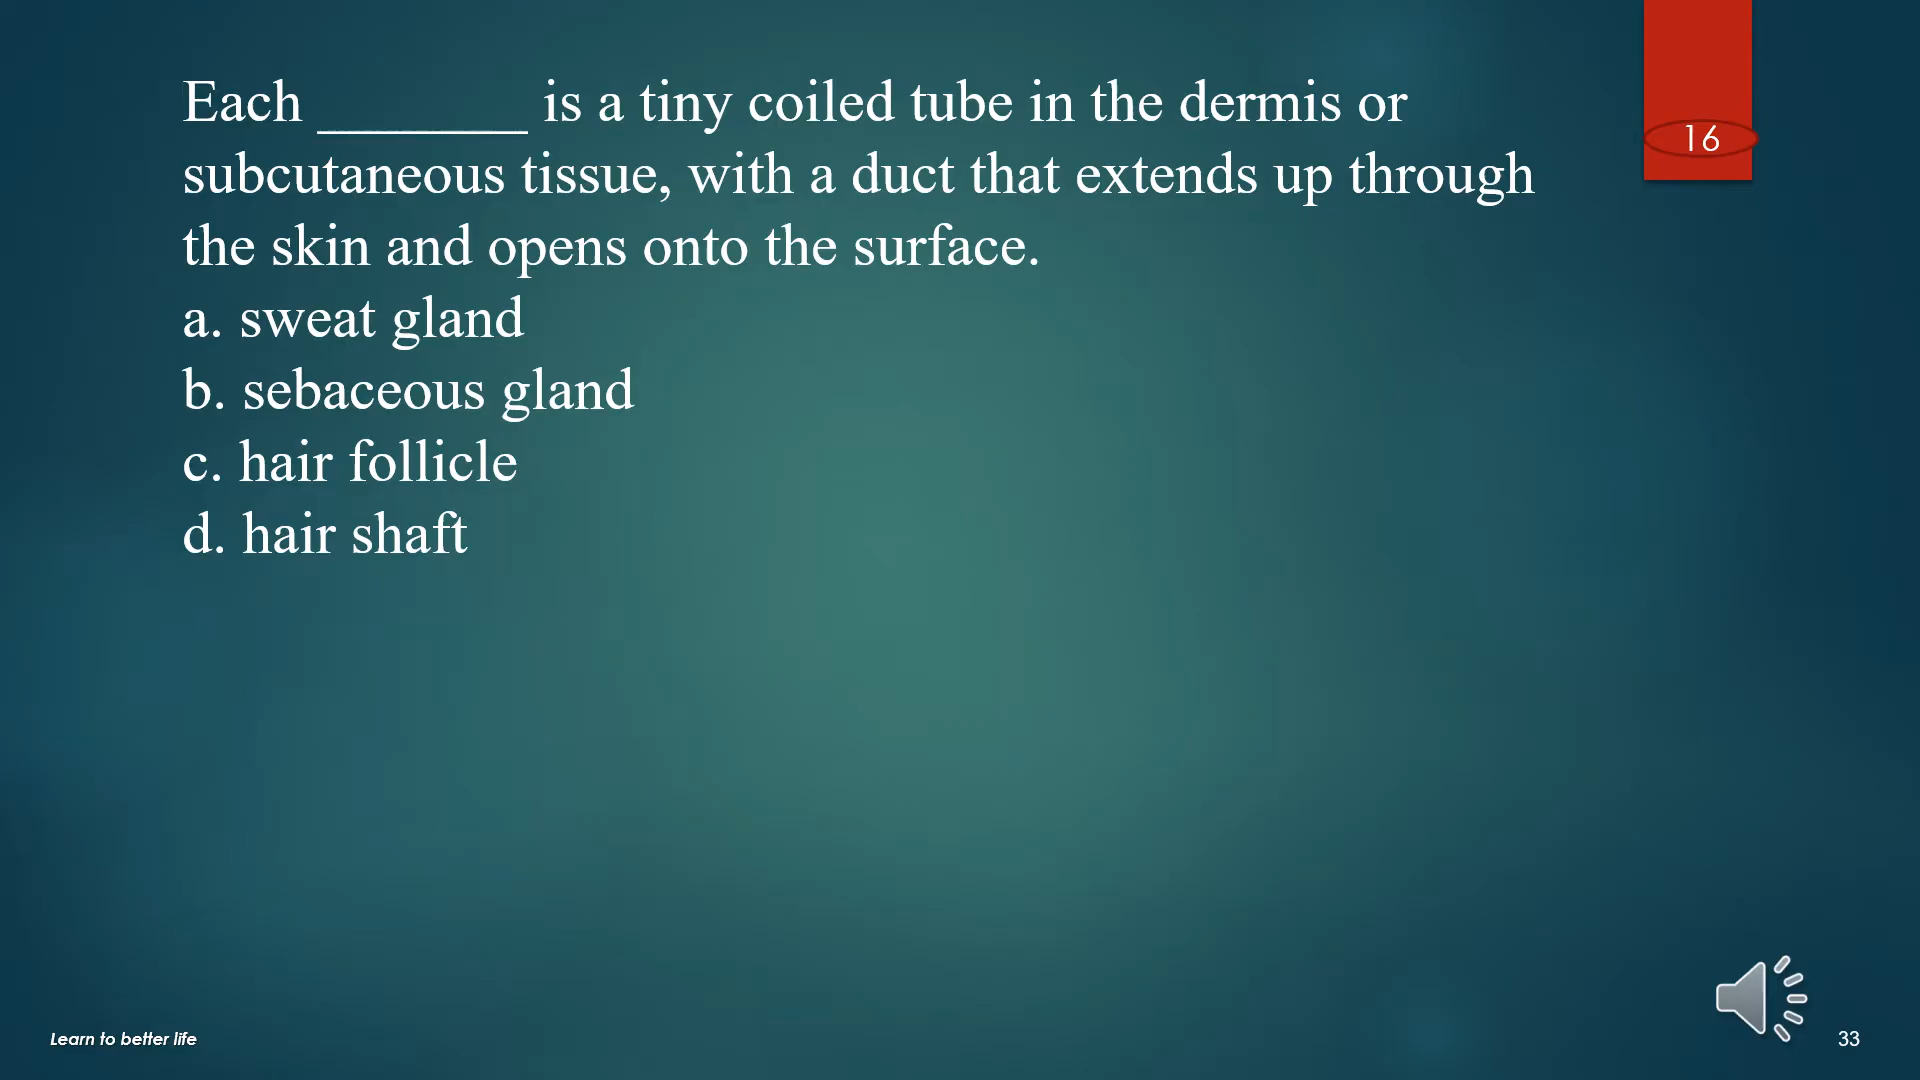 Each _______ is a tiny coiled tube in the dermis or
subcutaneous tissue, with a duct that extends up through
the skin and opens onto the surface.
a. sweat gland
b. sebaceous gland
c. hair follicle
d. hair shaft
16
Learn to better life
33